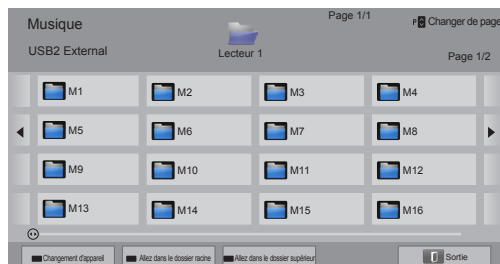 Musique
Page 1/1
P Changer de page
USB2 External
Lecteur 1
Page 1/2
M1 M2 M3 M4
M5 M6 M7 M8
M9 M10 M11 M12
M13 M14 M15 M16
Changement d'appareil Allez dans le dossier racine Allez dans le dossier supérieur Sortie